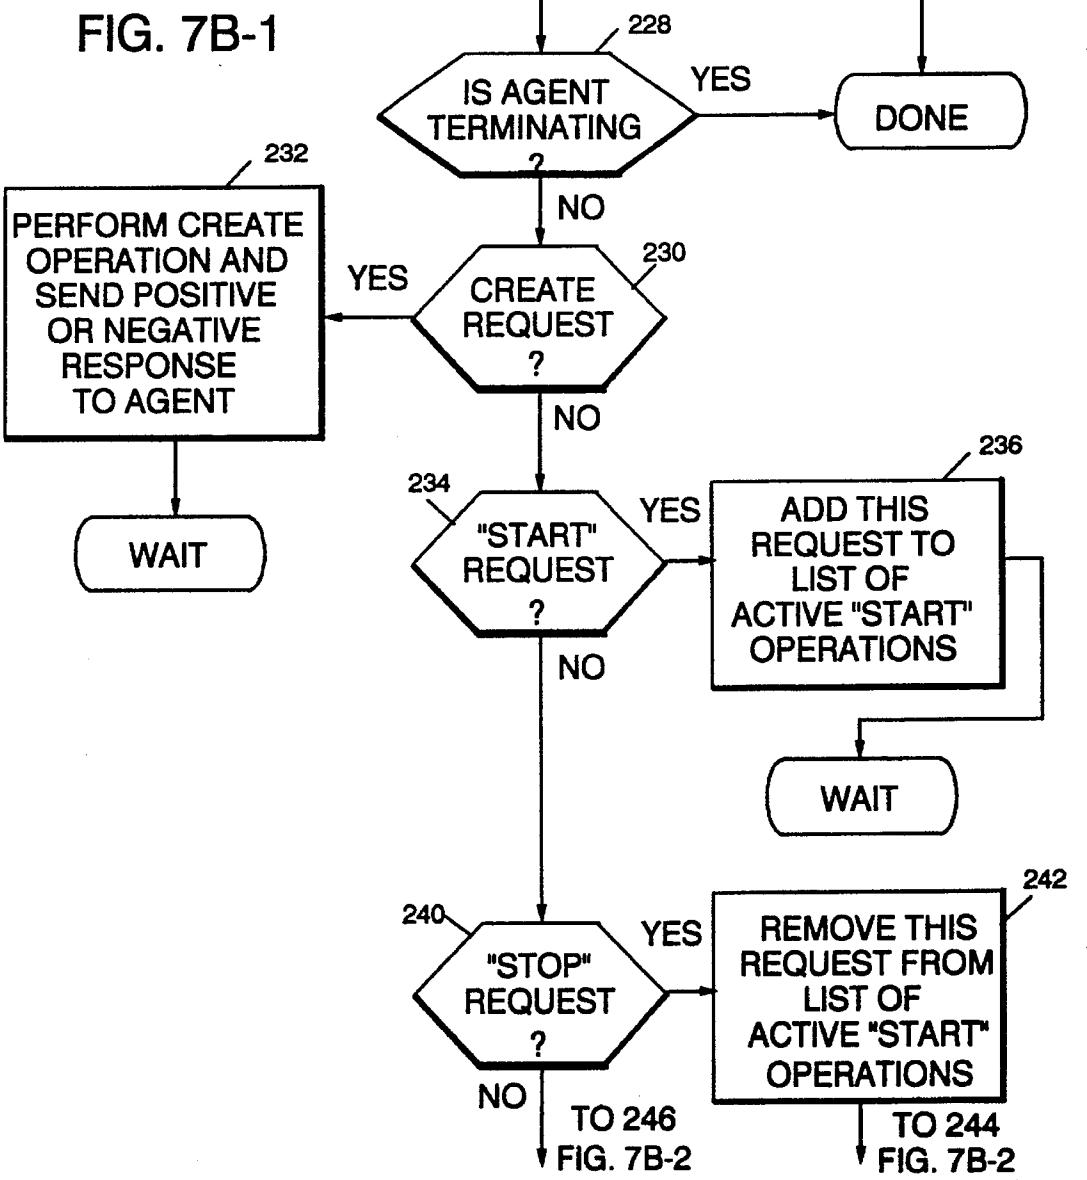 FIG. 7B-1
228
IS AGENT
TERMINATING
?
YES
DONE
NO
232
PERFORM CREATE
OPERATION AND
SEND POSITIVE
OR NEGATIVE
RESPONSE
TO AGENT
WAIT
YES
230
CREATE
REQUEST
?
NO
234
"START"
REQUEST
?
YES
236
ADD THIS
REQUEST TO
LIST OF
ACTIVE "START"
OPERATIONS
WAIT
NO
240
"STOP"
REQUEST
?
YES
242
REMOVE THIS
REQUEST FROM
LIST OF
ACTIVE "START"
OPERATIONS
NO
TO 246
FIG. 7B-2
TO 244
FIG. 7B-2